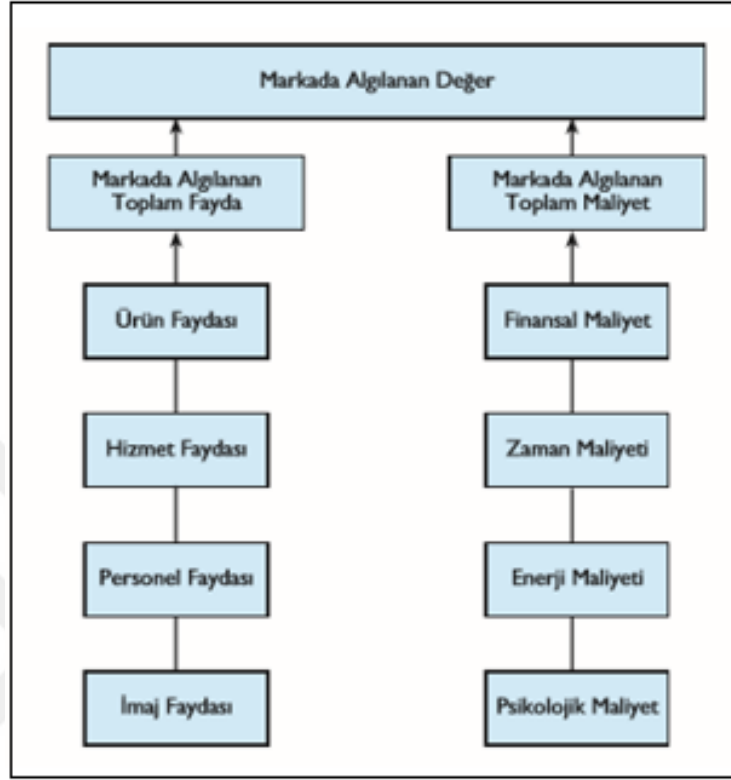 Markada Algılanan Değer
Markada Algılanan
Toplam Fayda
Markada Algılanan
Toplam Maliyet
Ürün Faydası
Finansal Maliyet
Hizmet Faydası
Zaman Maliyeti
Personel Faydası
Enerji Maliyeti
İmaj Faydası
Psikolojik Maliyet